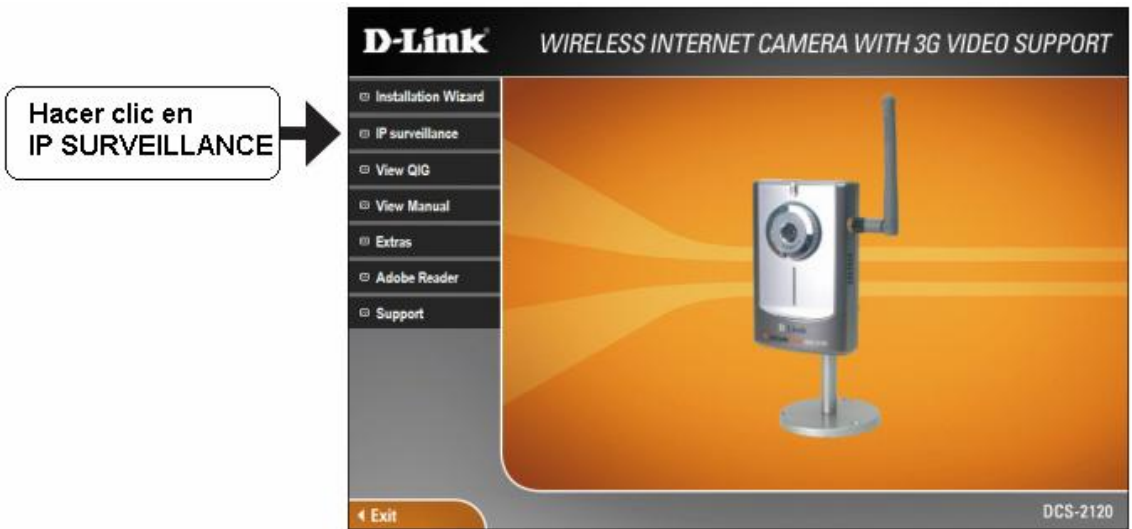 D-Link
WIRELESS INTERNET CAMERA WITH 3G VIDEO SUPPORT
Hacer clic en
IP SURVEILLANCE
Installation Wizard
IP surveillance
View QIG
View Manual
Extras
Adobe Reader
Support
D-Link
Exit
DCS-2120